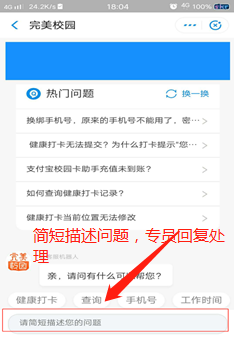 4G 24.2K/s 18:04 4G 100%
完美校园
热门问题 换一换
换绑手机号，原来的手机号不能用了，密…
健康打卡无法提交？为什么打卡提示"您…
支付宝校园卡助手充值未到账？
如何查询健康打卡记录？
健康打卡当前位置无法修改
简短描述问题，专员回复处
理
完美
校园
亲，请问有什么可 帮您？
健康打卡 查询 手机号 工作时间
请简短描述您的问题